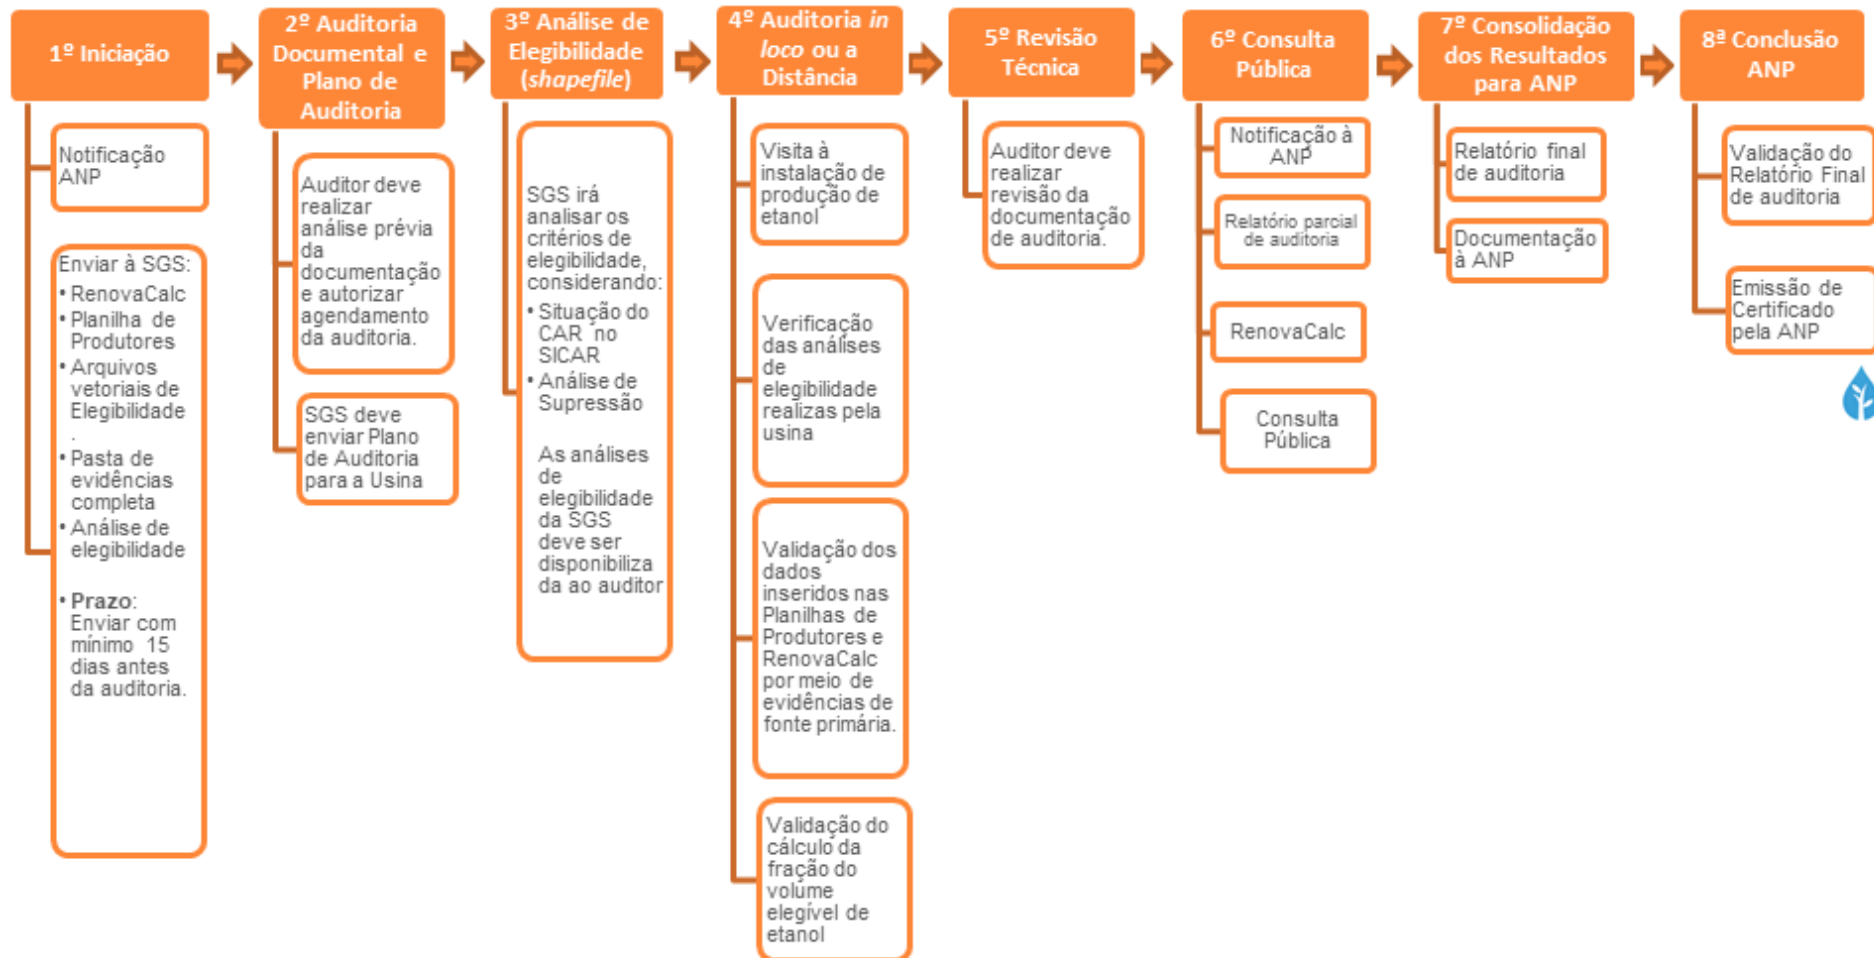 1º Iniciação
Notificação
ANP
Enviar à SGS:
• RenovaCalc
• Planilha de
Produtores
• Arquivos
vetoriais de
Elegibilidade
.
• Pasta de
evidências
completa
• Análise de
elegibilidade
• Prazo:
Enviar com
mínimo 15
dias antes
da auditoria.
2º Auditoria
Documental e
Plano de
Auditoria
Auditor deve
realizar
análise prévia
da
documentação
e autorizar
agendamento
da auditoria.
SGS deve
enviar Plano
de Auditoria
para a Usina
3º Análise de
Elegibilidade
(shapefile)
SGS irá
analisar os
critérios de
elegibilidade,
considerando:
• Situação do
CAR no
SICAR
• Análise de
Supressão
As análises
de
elegibilidade
da SGS
deve ser
disponibiliza
da ao auditor
4º Auditoria in
loco ou a
Distância
Visita à
instalação de
produção de
etanol
Verificação
das análises
de
elegibilidade
realizas pela
usina
Validação dos
dados
inseridos nas
Planilhas de
Produtores e
RenovaCalc
por meio de
evidências de
fonte primária.
Validação do
cálculo da
fração do
volume
elegível de
etanol
5º Revisão
Técnica
Auditor deve
realizar
revisão da
documentação
de auditoria.
6º Consulta
Pública
Notificação à
ANP
Relatório parcial
de auditoria
RenovaCalc
Consulta
Pública
7º Consolidação
dos Resultados
para ANP
Relatório final
de auditoria
Documentação
à ANP
8ª Conclusão
ANP
Validação do
Relatório Final
de auditoria
Emissão de
Certificado
pela ANP